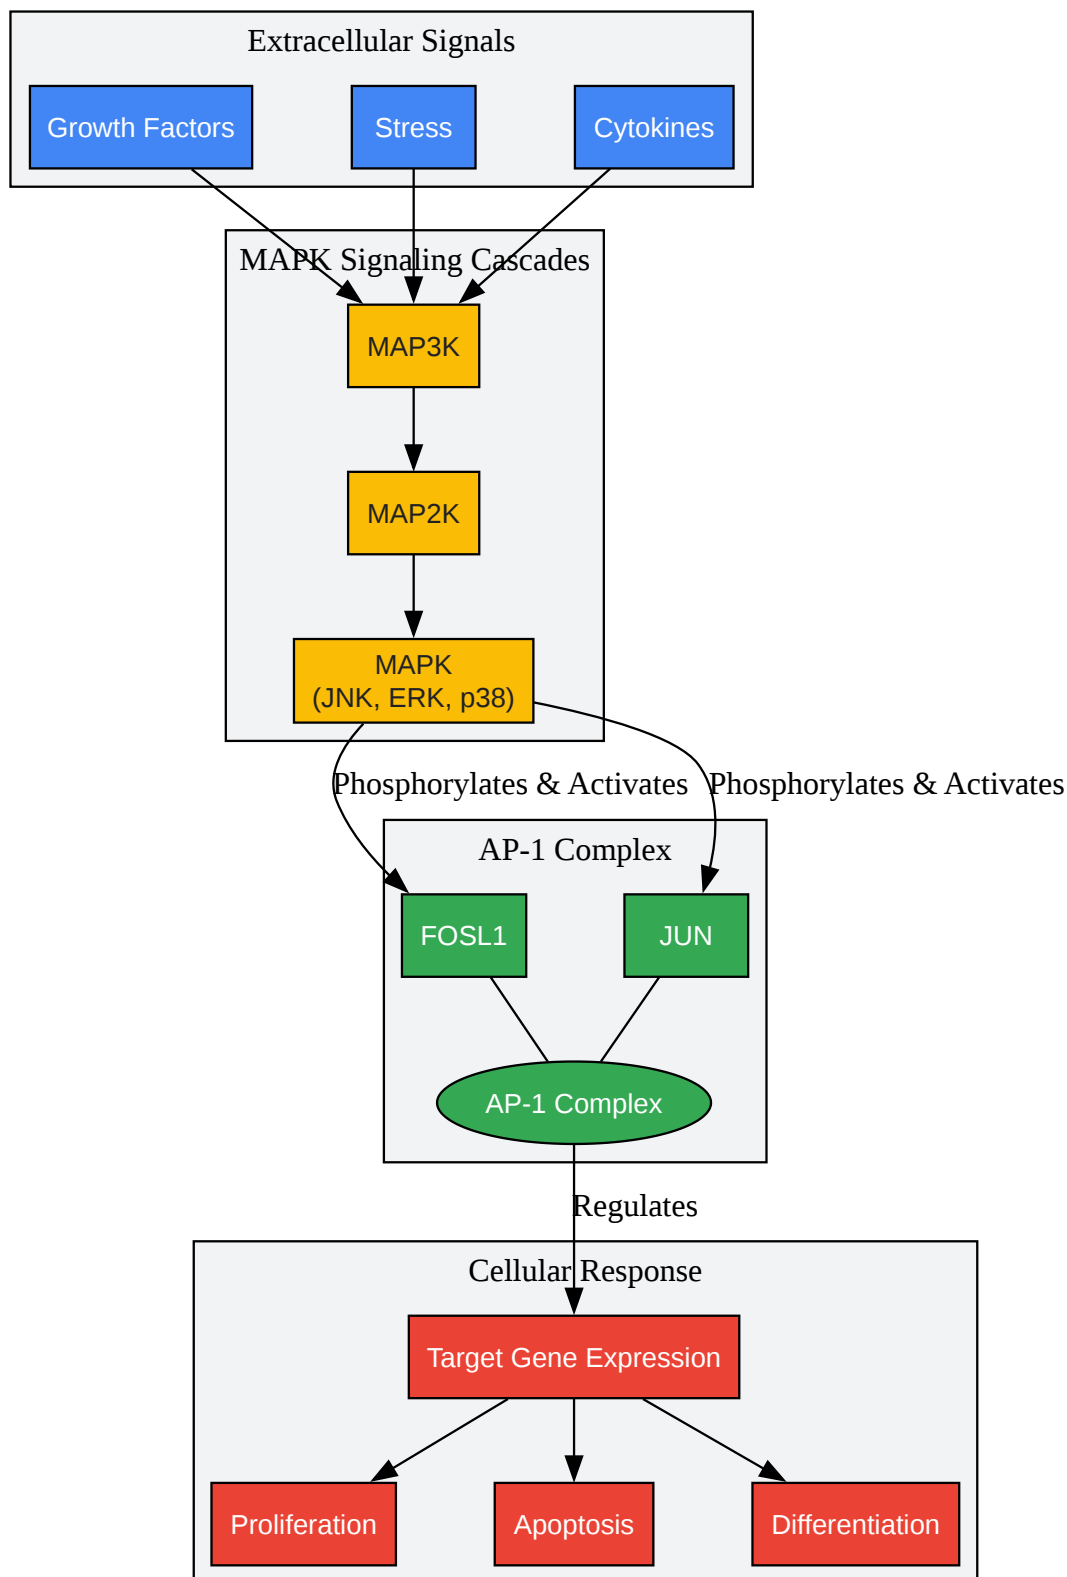 Extracellular Signals
Growth Factors
Stress
Cytokines
MAPK Signaling Cascades
MAP3K
MAP2K
MAPK
(JNK, ERK, p38)
Phosphorylates & Activates
Phosphorylates & Activates
AP-1 Complex
FOSL1
JUN
AP-1 Complex
Regulates
Cellular Response
Target Gene Expression
Proliferation
Apoptosis
Differentiation